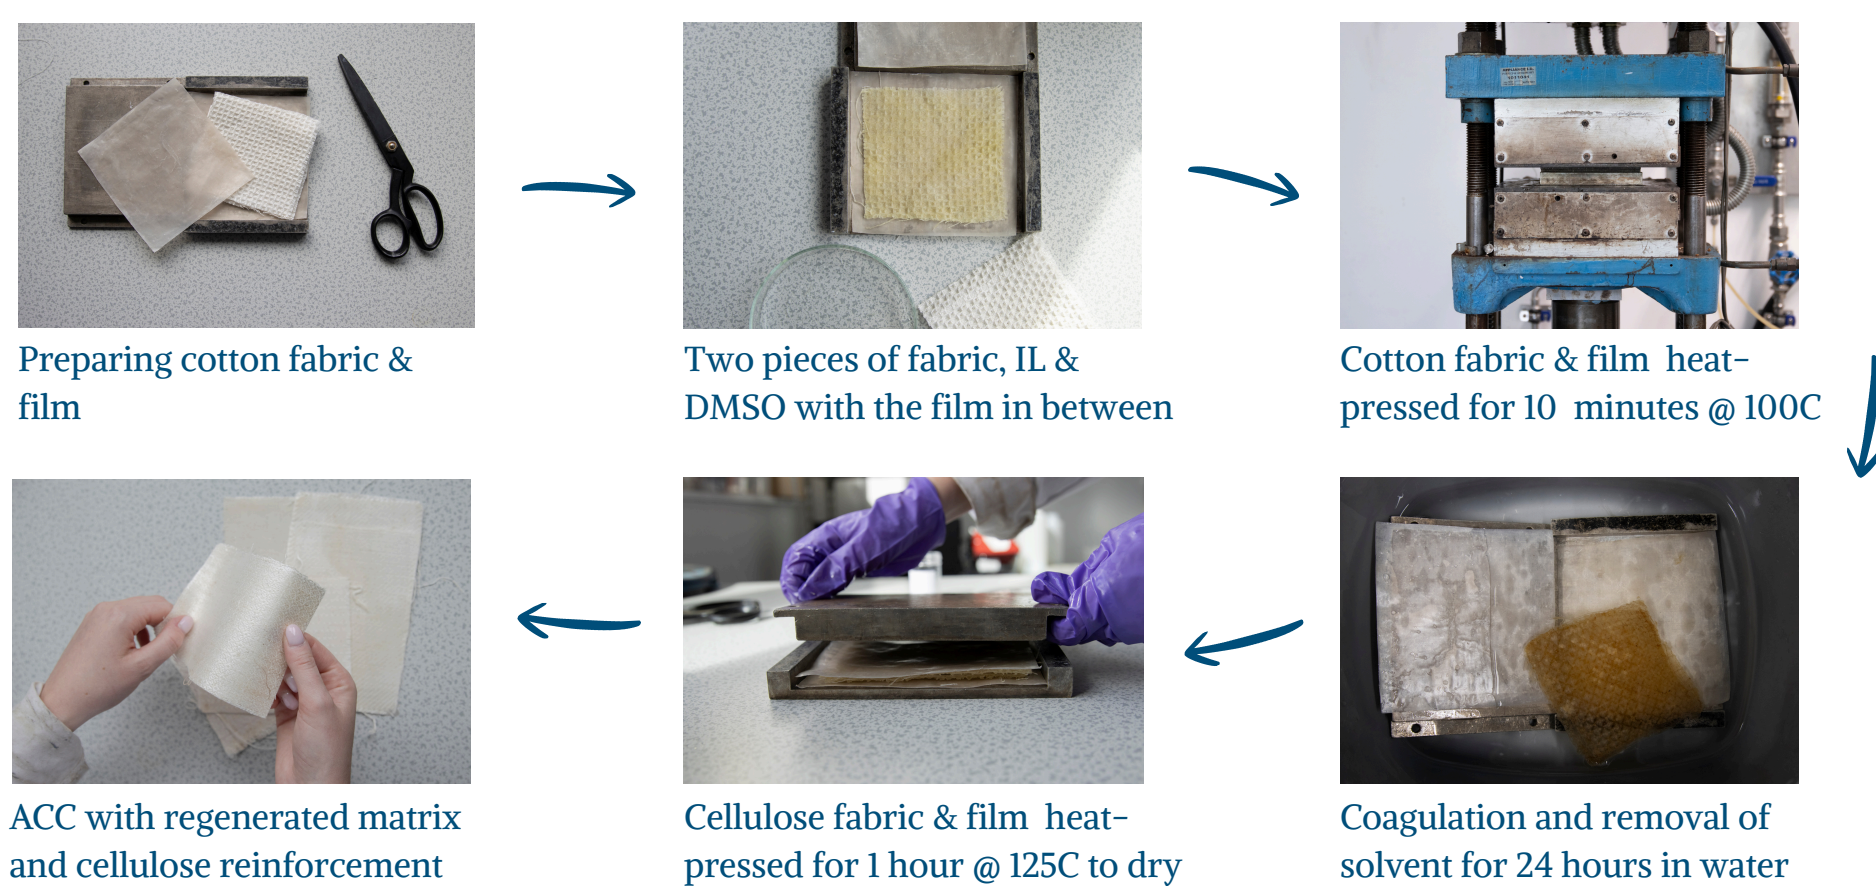 Preparing cotton fabric &
film
Two pieces of fabric, IL &
DMSO with the film in between
Cotton fabric & film heat-
pressed for 10 minutes @ 100C
Coagulation and removal of
solvent for 24 hours in water
Cellulose fabric & film heat-
pressed for 1 hour @ 125C to dry
ACC with regenerated matrix
and cellulose reinforcement